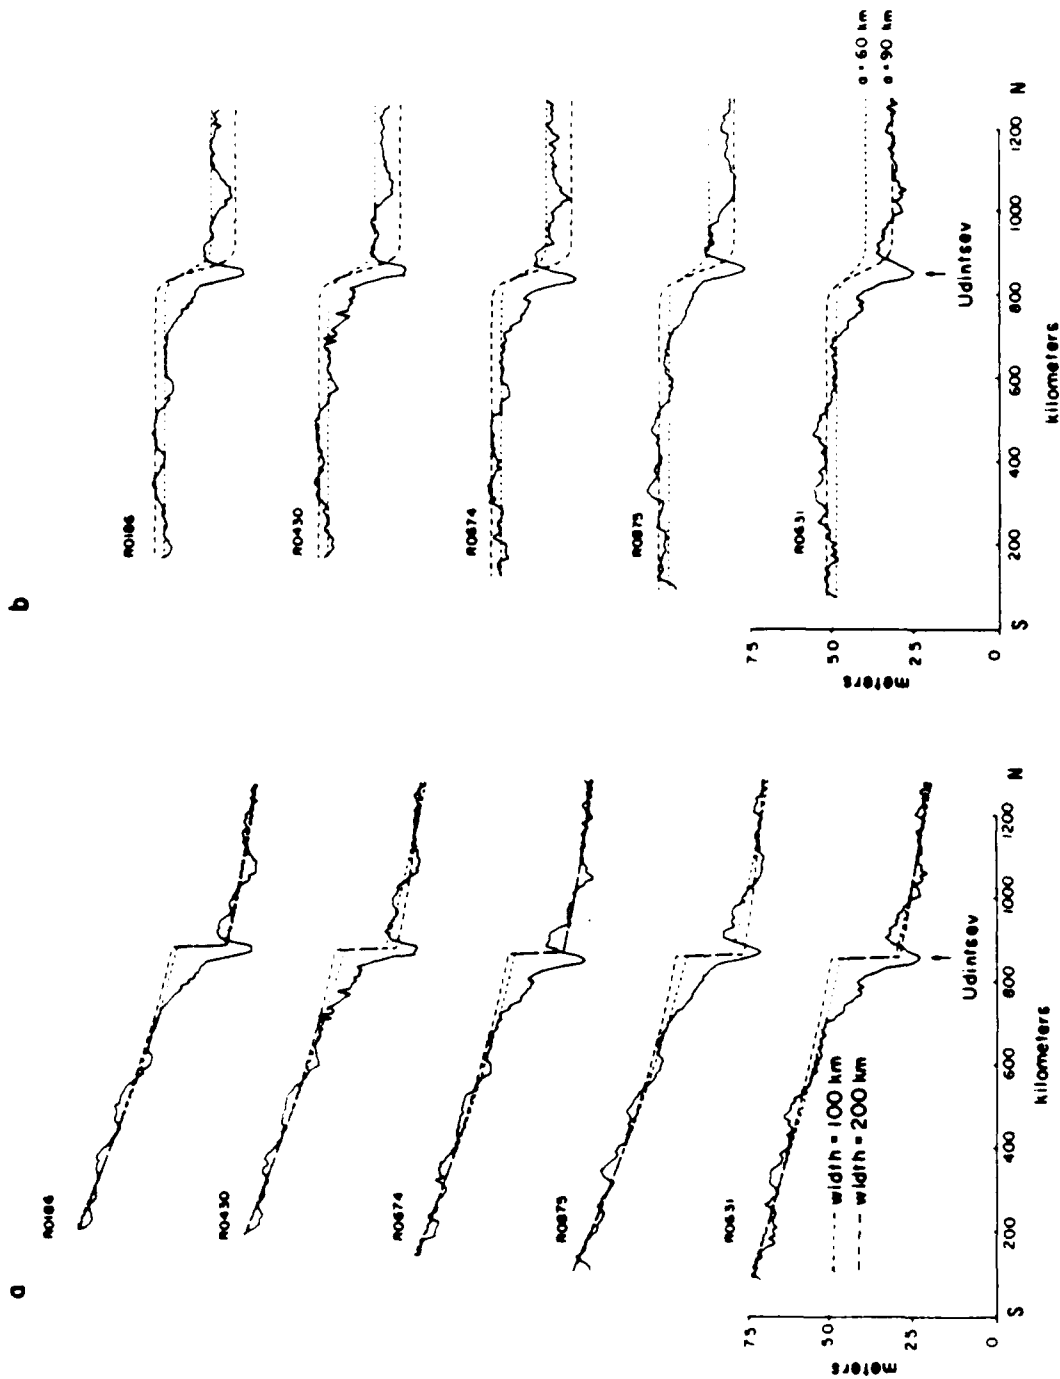 a
R0186
R0430
R0674
R0875
R0631
width = 100 km
width = 200 km
75
50
25
0
meters
S
200
400
600
800
1000
1200
N
Udintsev
kilometers
b
R0186
R0430
R0674
R0875
R0631
a = 60 km
a = 90 km
75
50
25
0
meters
S
200
400
600
800
1000
1200
N
Udintsev
kilometers